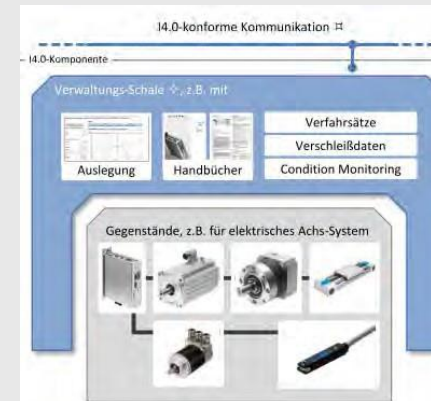 I4.0-konforme Kommunikation ⌗
I4.0-Komponente
Verwaltungs-Schale ✧, z.B. mit
Auslegung
Handbücher
Verfahrsätze
Verschleißdaten
Condition Monitoring
Gegenstände, z.B. für elektrisches Achs-System